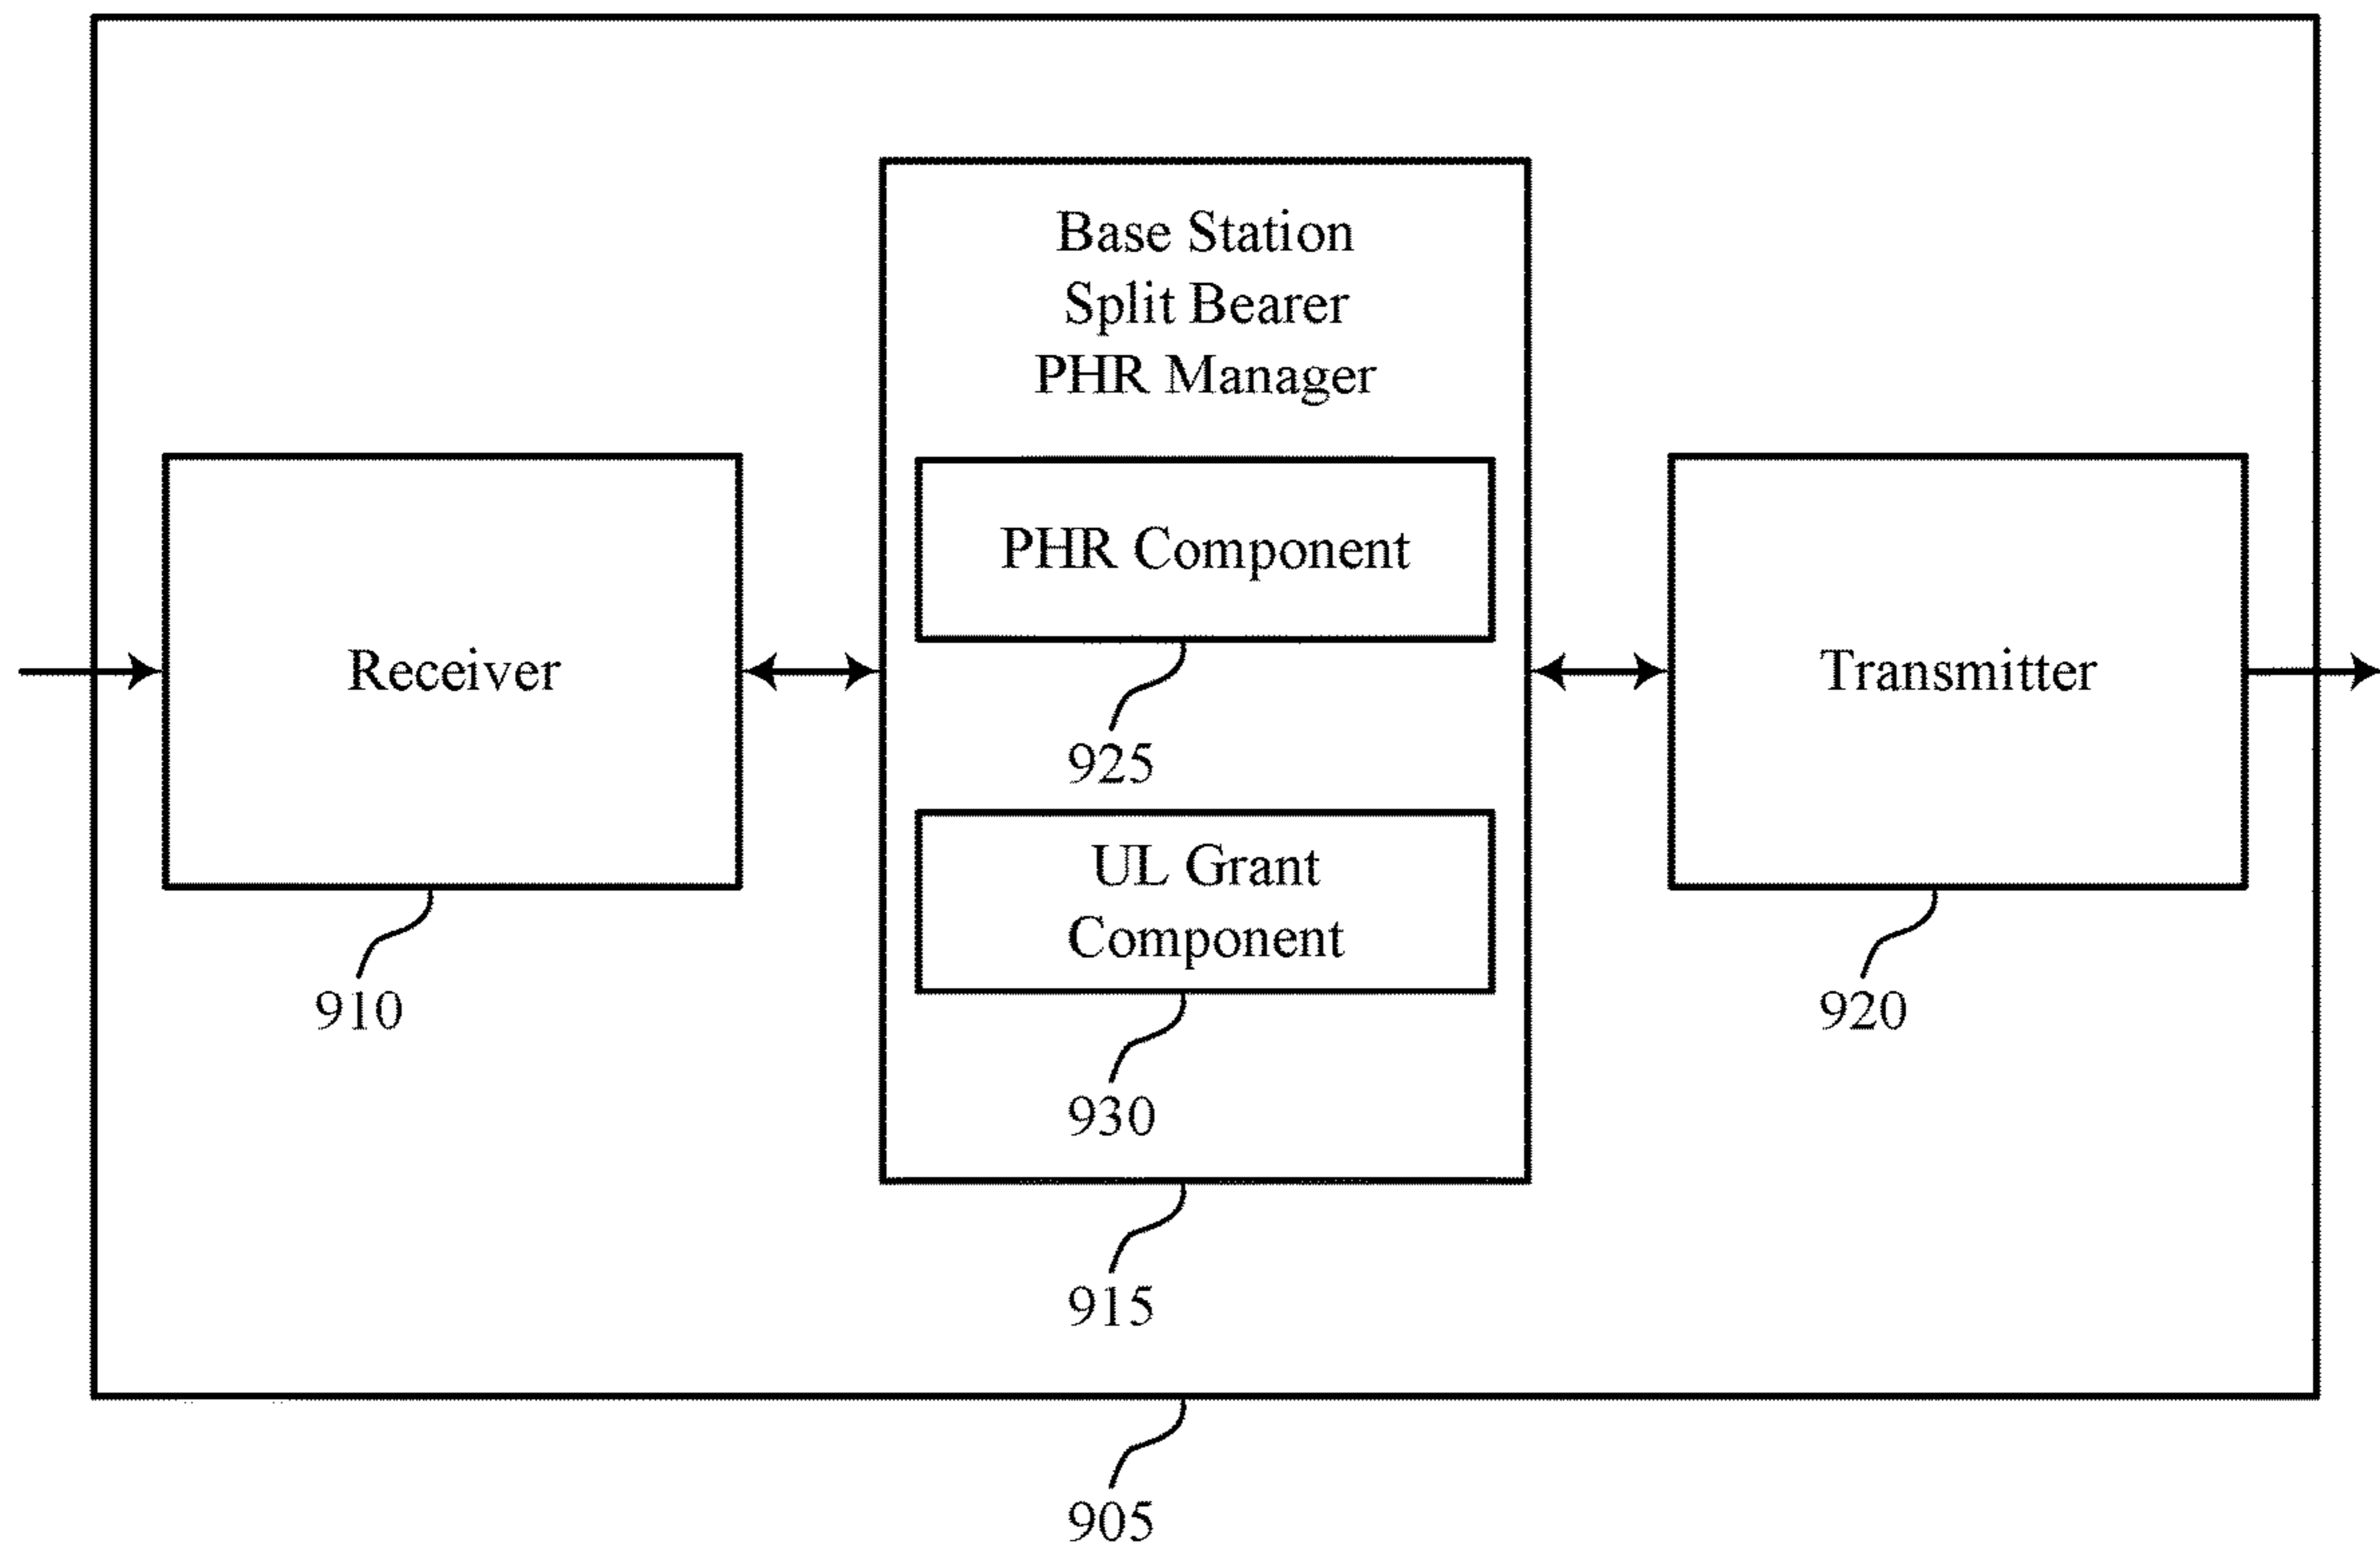 Base Station
Split Bearer
PHR Manager
PHR Component
Receiver
Transmitter
925
UL Grant
Component
910
920
930
915
905